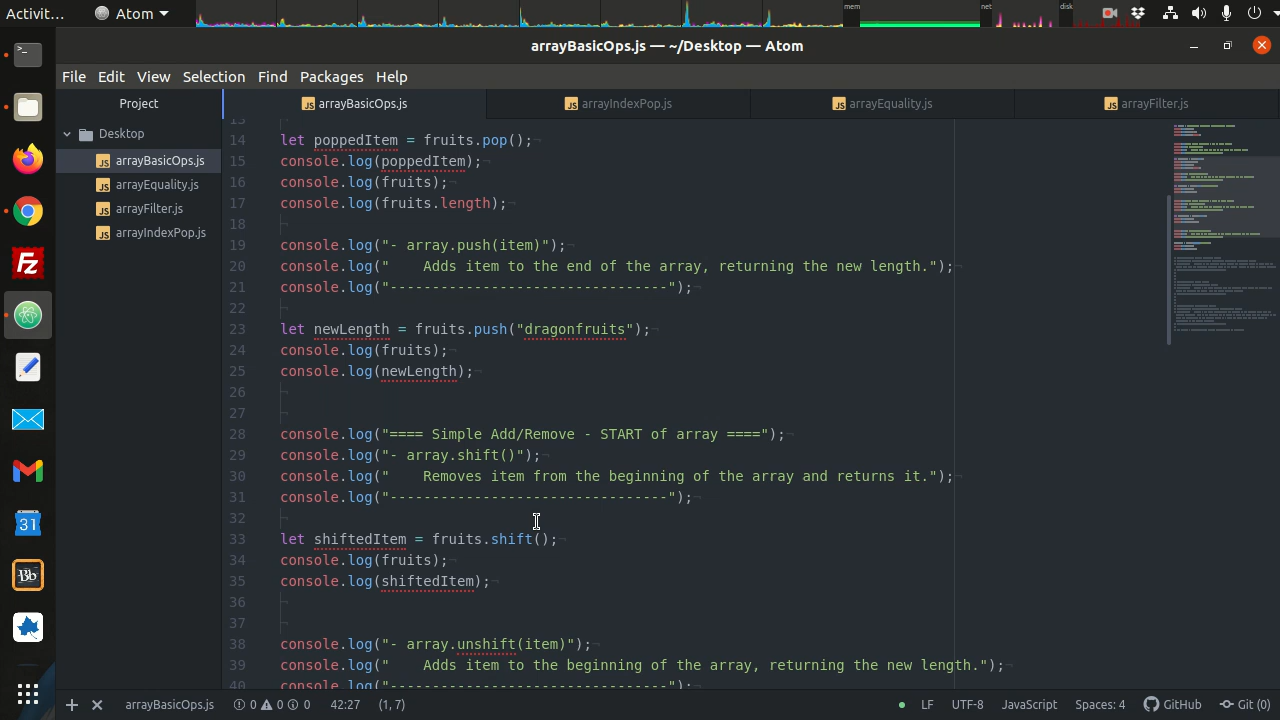 Activit...
Atom
mem
net
disk
arrayBasicOps.js — ~/Desktop — Atom
File Edit View Selection Find Packages Help
Project
arrayBasicOps.js
arrayIndexPop.js
arrayEquality.js
arrayFilter.js
Desktop
arrayBasicOps.js
arrayEquality.js
arrayFilter.js
arrayIndexPop.js
13
14 let poppedItem = fruits.pop();
15 console.log(poppedItem);
16 console.log(fruits);
17 console.log(fruits.length);
18
19 console.log("- array.push(item)");
20 console.log("    Adds item to the end of the array, returning the new length.");
21 console.log("---------------------------------");
22
23 let newLength = fruits.push("dragonfruits");
24 console.log(fruits);
25 console.log(newLength);
26
27
28 console.log("==== Simple Add/Remove - START of array ====");
29 console.log("- array.shift()");
30 console.log("    Removes item from the beginning of the array and returns it.");
31 console.log("---------------------------------");
32
33 let shiftedItem = fruits.shift();
34 console.log(fruits);
35 console.log(shiftedItem);
36
37
38 console.log("- array.unshift(item)");
39 console.log("    Adds item to the beginning of the array, returning the new length.");
40 console.log("---------------------------------");
31
Bb
arrayBasicOps.js 0 0 0 42:27 (1, 7) LF UTF-8 JavaScript Spaces: 4 GitHub Git (0)